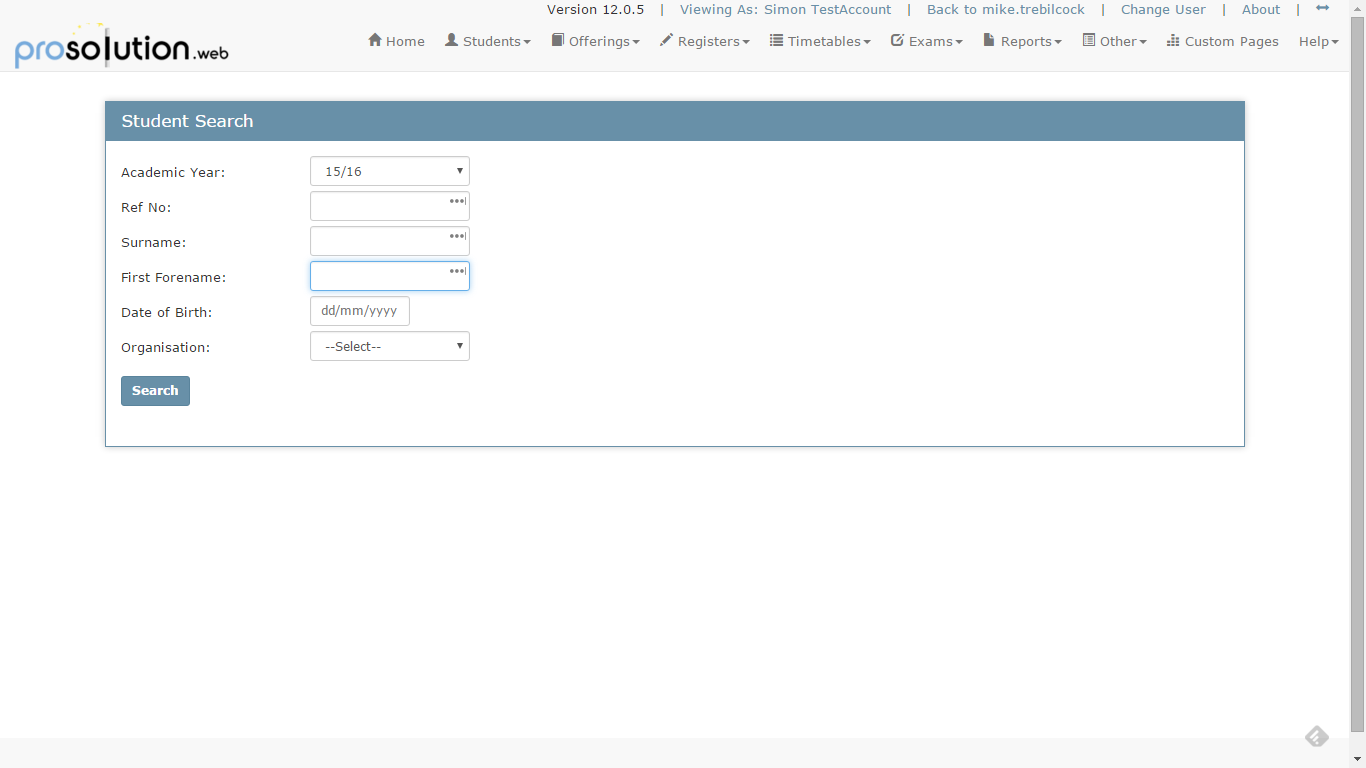 Version 12.0.5 | Viewing As: Simon TestAccount | Back to mike.trebilcock | Change User | About |
prosolution.web
Home Students Offerings Registers Timetables Exams Reports Other Custom Pages Help
Student Search
Academic Year: 15/16
Ref No:
Surname:
First Forename:
Date of Birth: dd/mm/yyyy
Organisation: --Select--
Search